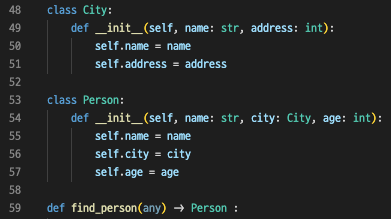 48 class City:
49     def __init__(self, name: str, address: int):
50         self.name = name
51         self.address = address
52
53 class Person:
54     def __init__(self, name: str, city: City, age: int):
55         self.name = name
56         self.city = city
57         self.age = age
58
59 def find_person(any) → Person :